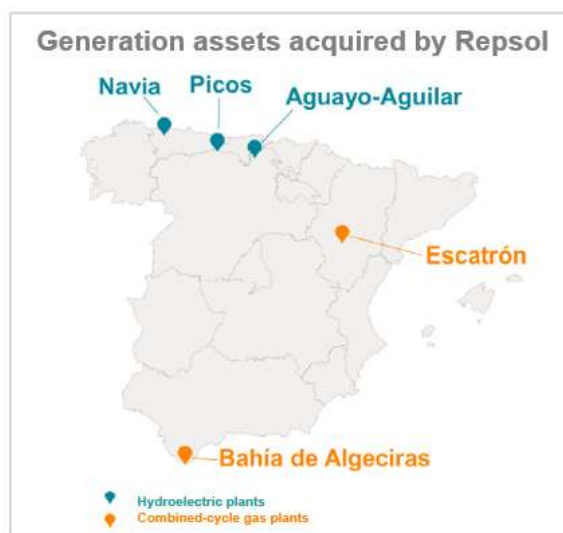 Generation assets acquired by Repsol
Navia
Picos
Aguayo-Aguilar
Escatrón
Bahía de Algeciras
Hydroelectric plants
Combined-cycle gas plants